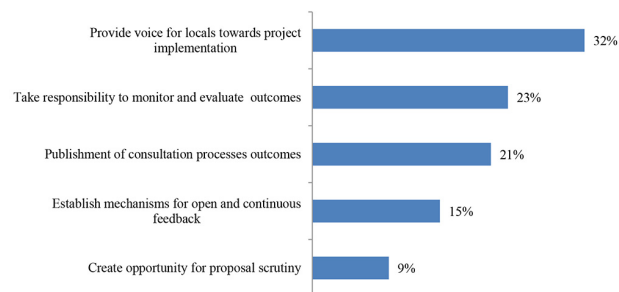 Provide voice for locals towards project
implementation
32%
Take responsibility to monitor and evaluate outcomes
23%
Publishment of consultation processes outcomes
21%
Establish mechanisms for open and continuous
feedback
15%
Create opportunity for proposal scrutiny
9%